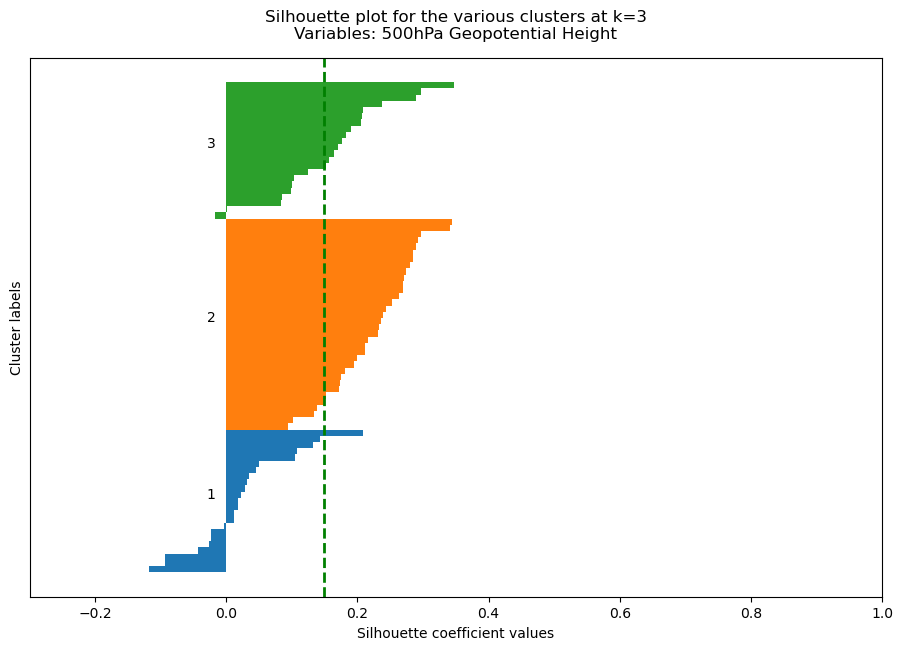 Silhouette plot for the various clusters at k=3
Variables: 500hPa Geopotential Height
Cluster labels
3
2
1
−0.2 0.0 0.2 0.4 0.6 0.8 1.0
Silhouette coefficient values